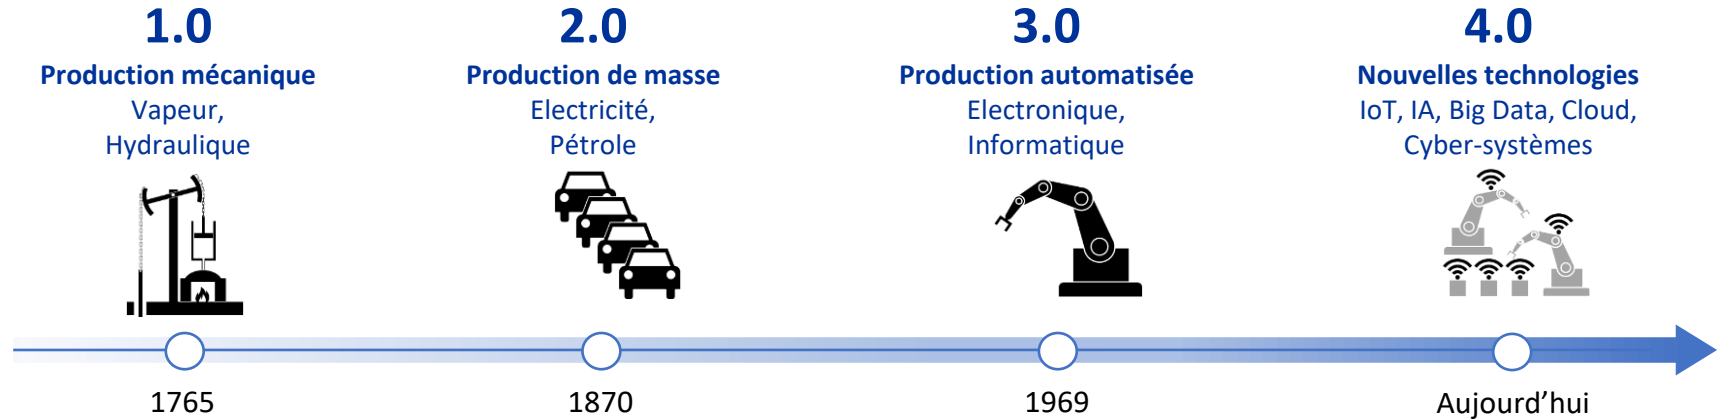 1.0
Production mécanique
Vapeur,
Hydraulique
1765
2.0
Production de masse
Electricité,
Pétrole
1870
3.0
Production automatisée
Electronique,
Informatique
1969
4.0
Nouvelles technologies
IoT, IA, Big Data, Cloud,
Cyber-systèmes
Aujourd’hui